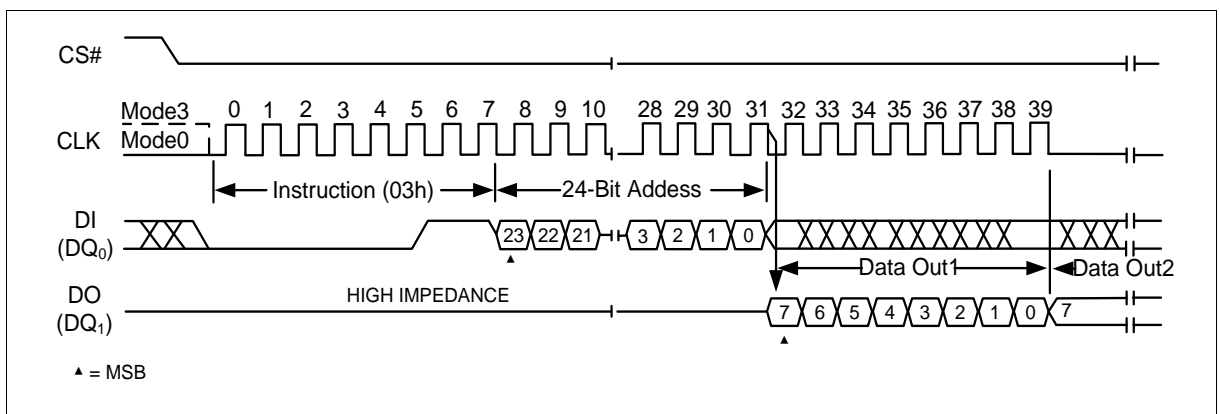 CS#
Mode3 0 1 2 3 4 5 6 7 8 9 10 28 29 30 31 32 33 34 35 36 37 38 39
CLK Mode0
Instruction (03h) 24-Bit Addess
DI
(DQ0) 23 22 21 3 2 1 0
Data Out1 Data Out2
DO HIGH IMPEDANCE
(DQ1) 7 6 5 4 3 2 1 0 7
▲ = MSB